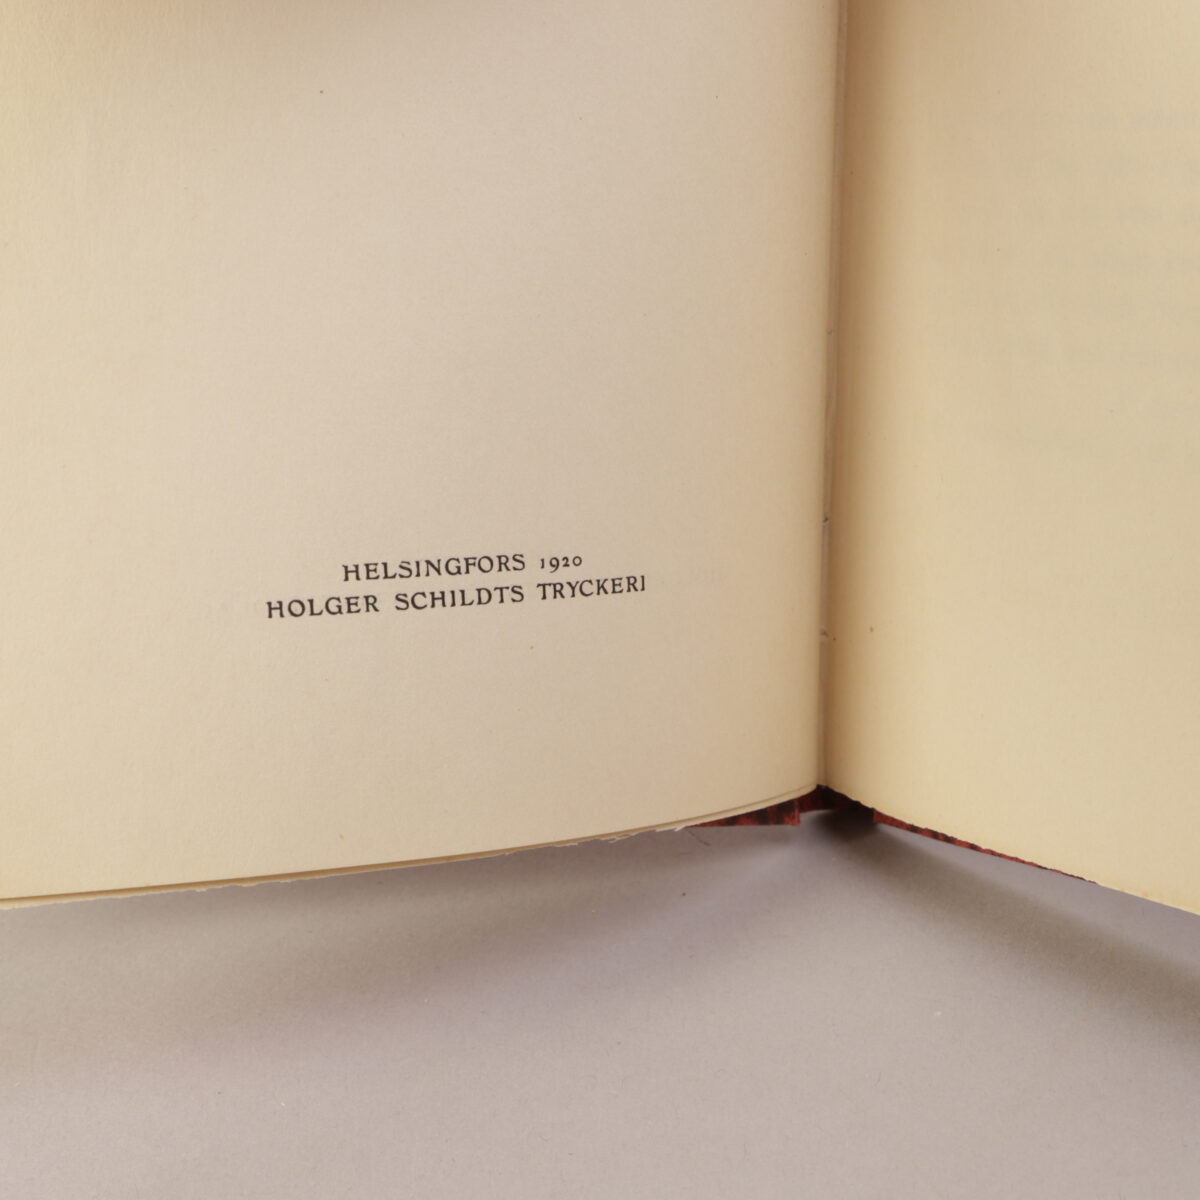 HELSINGFORS 1920
HOLGER SCHILDTS TRYCKERI